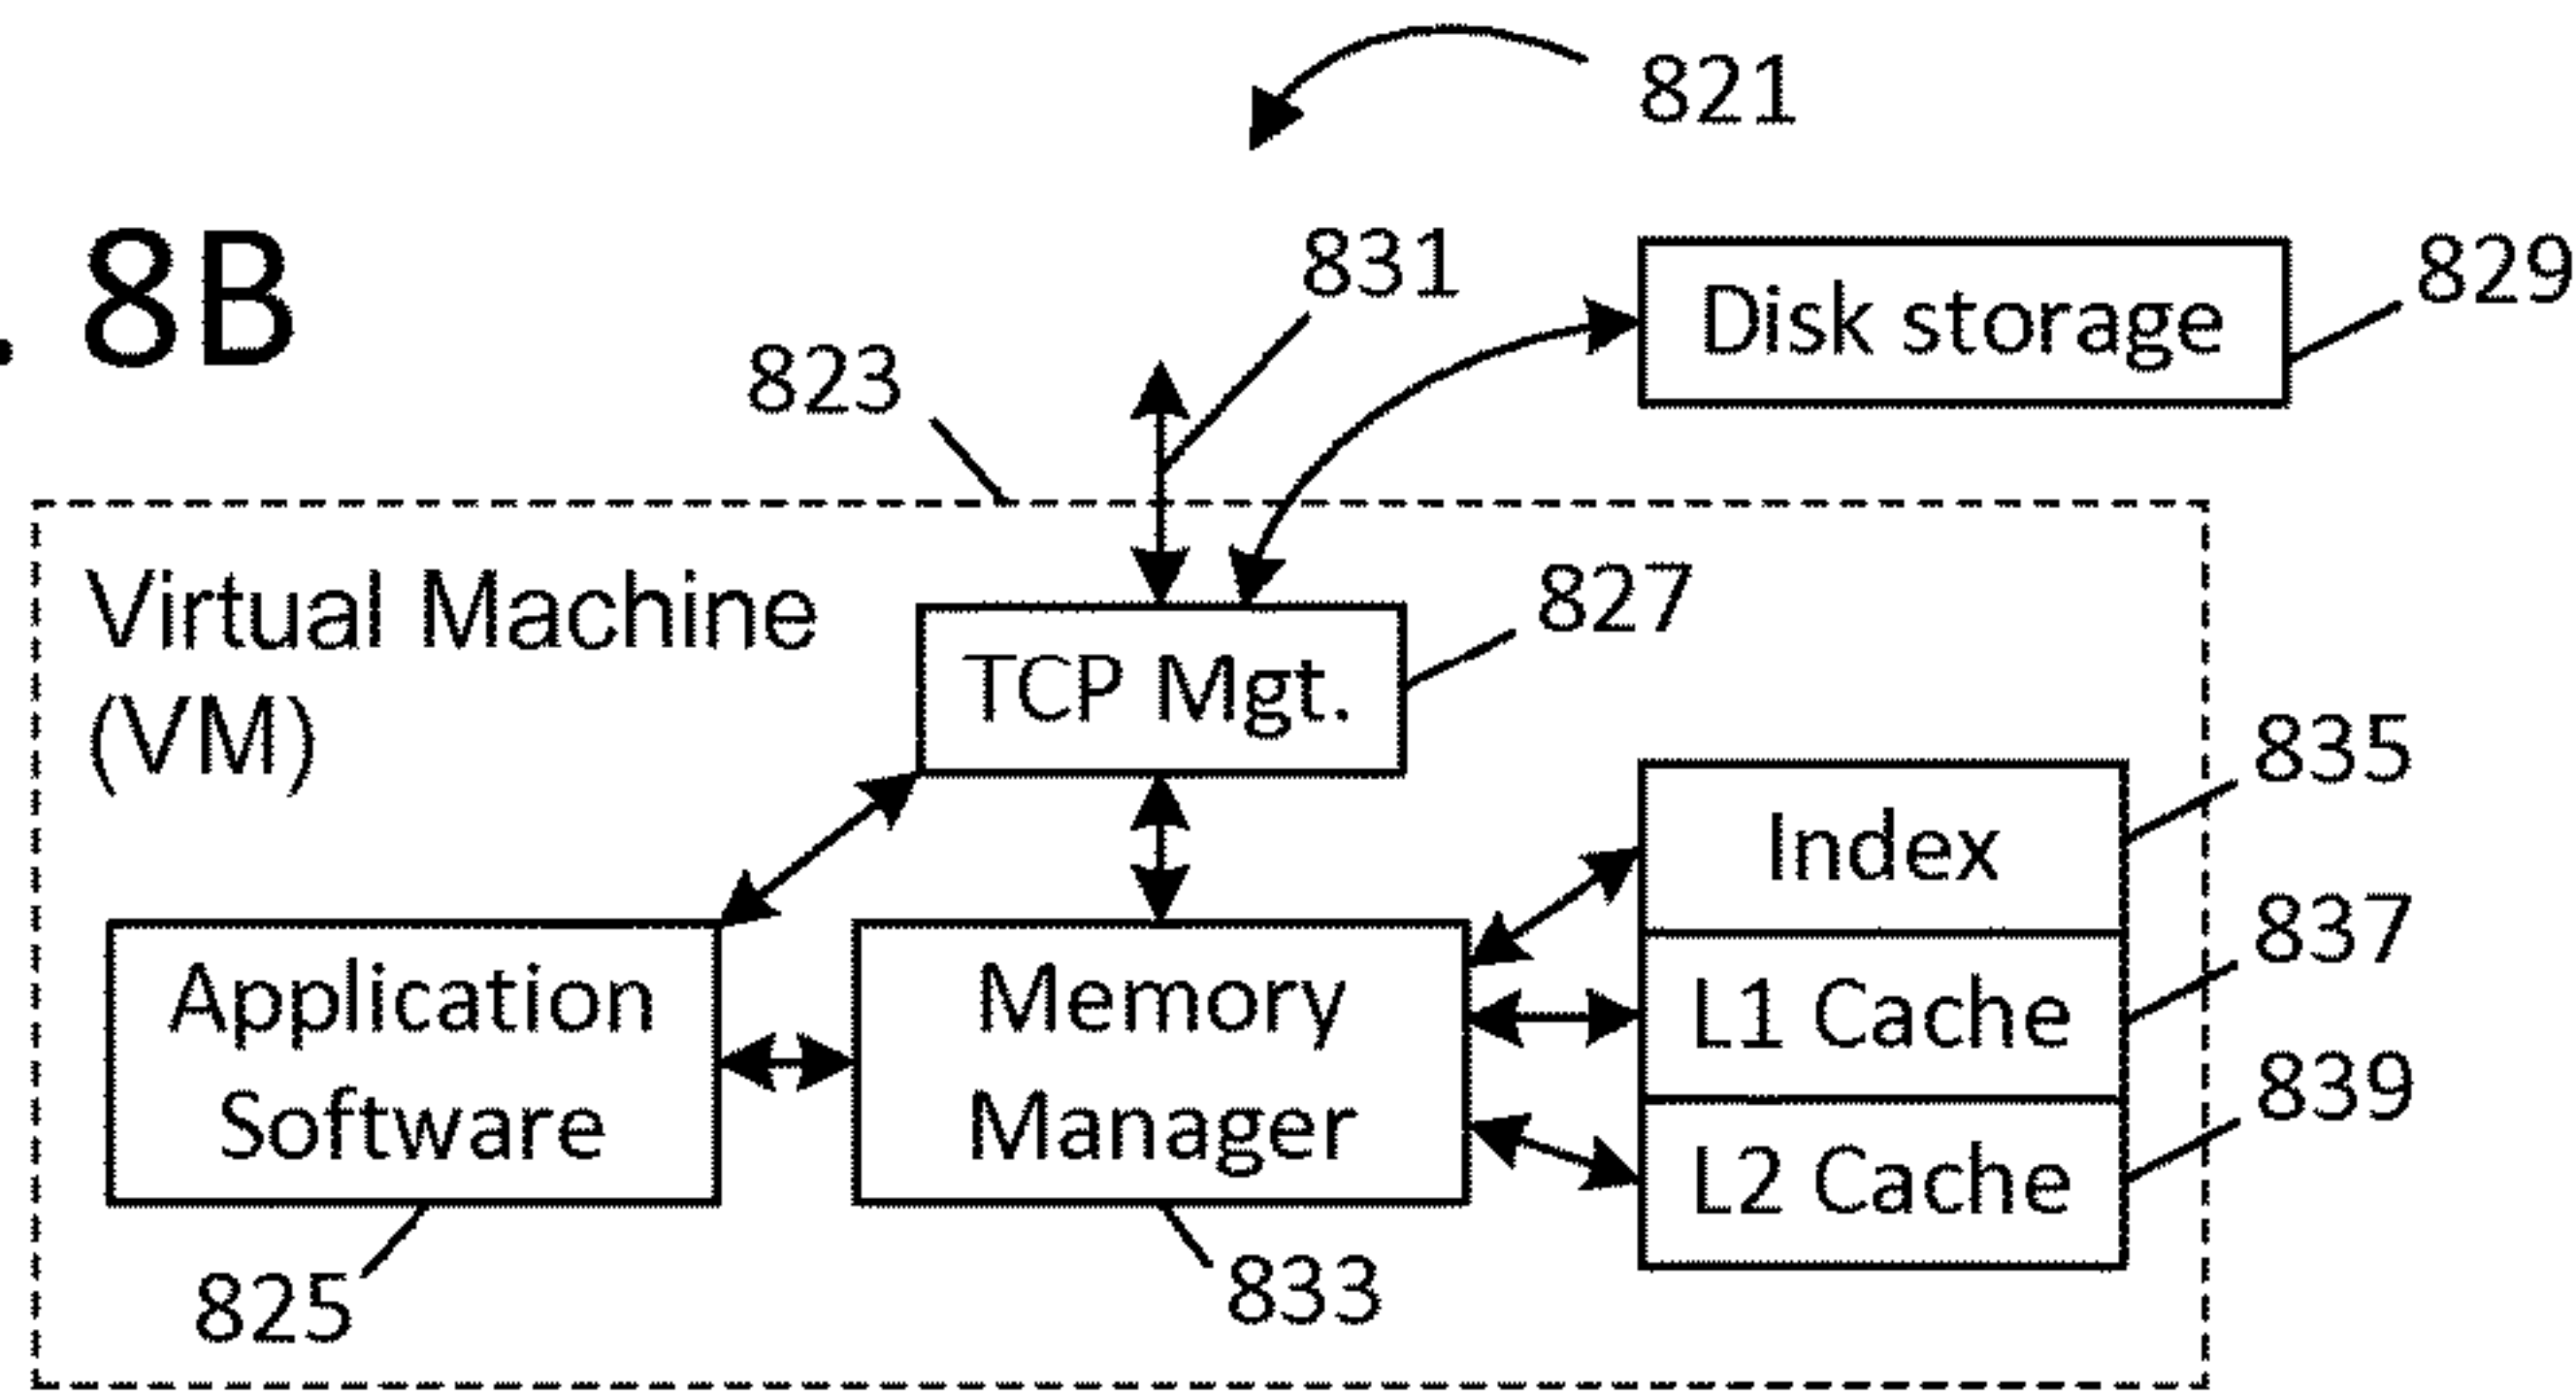 821
. 8B
831
829
Disk storage
823
Virtual Machine
(VM)
827
TCP Mgt.
835
Index
837
L1 Cache
839
L2 Cache
Application
Software
Memory
Manager
825
833